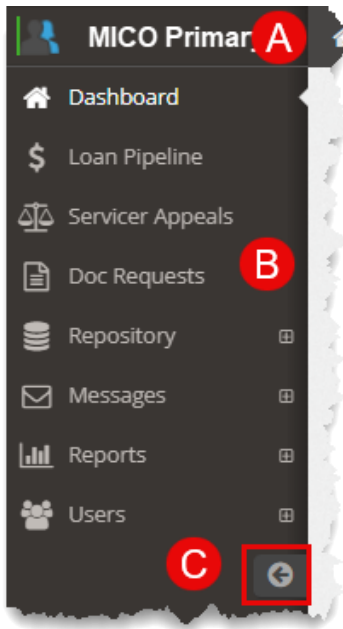 MICO Primar A
Dashboard
Loan Pipeline
Servicer Appeals
B
Doc Requests
Repository
Messages
Reports
Users
C